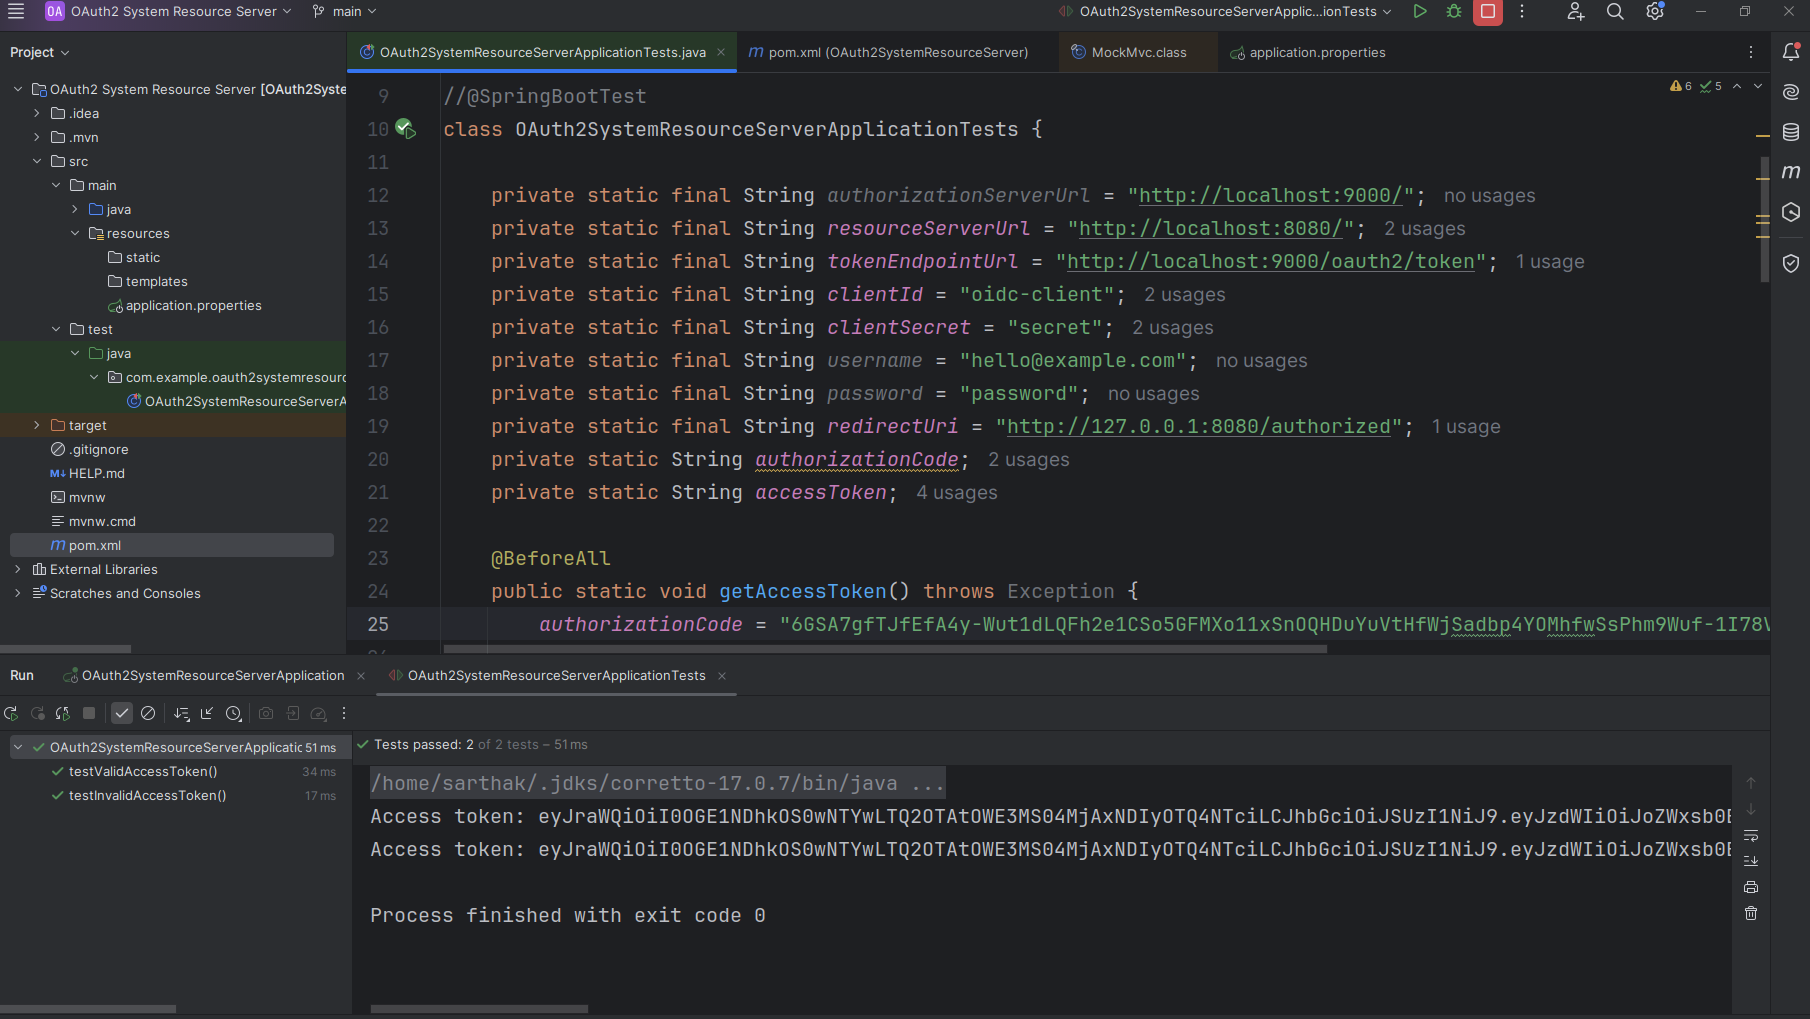 OA OAuth2 System Resource Server main OAuth2SystemResourceServerApplic...ionTests
Project
OAuth2SystemResourceServerApplicationTests.java
m pom.xml (OAuth2SystemResourceServer)
MockMvc.class
application.properties
OAuth2 System Resource Server [OAuth2Syste
.idea
.mvn
src
main
java
resources
static
templates
application.properties
test
java
com.example.oauth2systemresourc
OAuth2SystemResourceServerA
target
.gitignore
M↓ HELP.md
mvnw
mvnw.cmd
m pom.xml
External Libraries
Scratches and Consoles
6 5
9 //@SpringBootTest
10 class OAuth2SystemResourceServerApplicationTests {
11
12 private static final String authorizationServerUrl = "http://localhost:9000/"; no usages
13 private static final String resourceServerUrl = "http://localhost:8080/"; 2 usages
14 private static final String tokenEndpointUrl = "http://localhost:9000/oauth2/token"; 1 usage
15 private static final String clientId = "oidc-client"; 2 usages
16 private static final String clientSecret = "secret"; 2 usages
17 private static final String username = "hello@example.com"; no usages
18 private static final String password = "password"; no usages
19 private static final String redirectUri = "http://127.0.0.1:8080/authorized"; 1 usage
20 private static String authorizationCode; 2 usages
21 private static String accessToken; 4 usages
22
23 @BeforeAll
24 public static void getAccessToken() throws Exception {
25 authorizationCode = "6GSA7gfTJfEfA4y-Wut1dLQFh2e1CSo5GFMXo11xSnOQHDuYuVtHfWjSadbp4YOMhfwSsPhm9Wuf-1I78V
m
Run OAuth2SystemResourceServerApplication OAuth2SystemResourceServerApplicationTests
OAuth2SystemResourceServerApplicatic 51 ms
testValidAccessToken() 34 ms
testInvalidAccessToken() 17 ms
Tests passed: 2 of 2 tests – 51 ms
/home/sarthak/.jdks/corretto-17.0.7/bin/java ...
Access token: eyJraWQiOiI0OGE1NDhkOS0wNTYwLTQ2OTAtOWE3MS04MjAxNDIyOTQ4NTciLCJhbGciOiJSUzI1NiJ9.eyJzdWIiOiJoZWxsb0B
Access token: eyJraWQiOiI0OGE1NDhkOS0wNTYwLTQ2OTAtOWE3MS04MjAxNDIyOTQ4NTciLCJhbGciOiJSUzI1NiJ9.eyJzdWIiOiJoZWxsb0B
Process finished with exit code 0